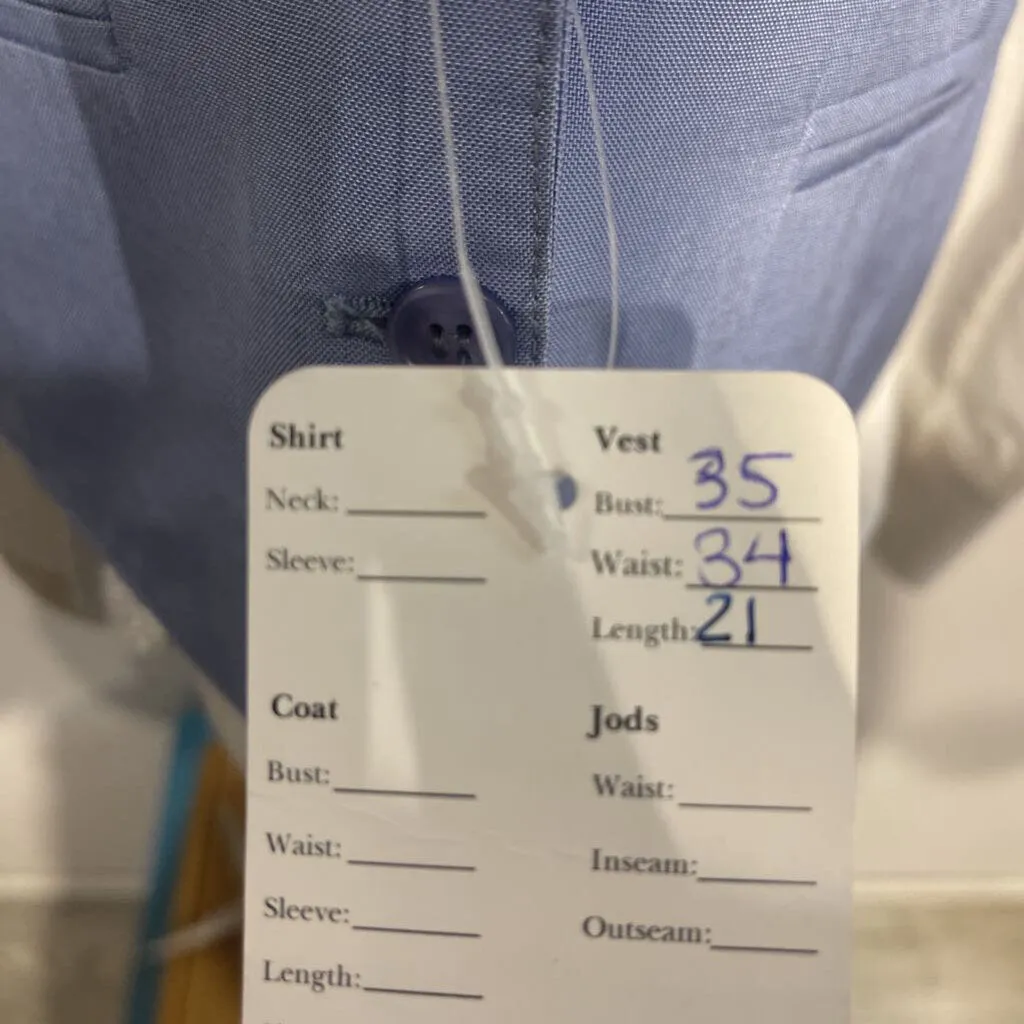 Shirt
Neck:
Sleeve:
Vest
Bust: 35
Waist: 34
Length: 21
Coat
Bust:
Waist:
Sleeve:
Length:
Jods
Waist:
Inseam:
Outseam: